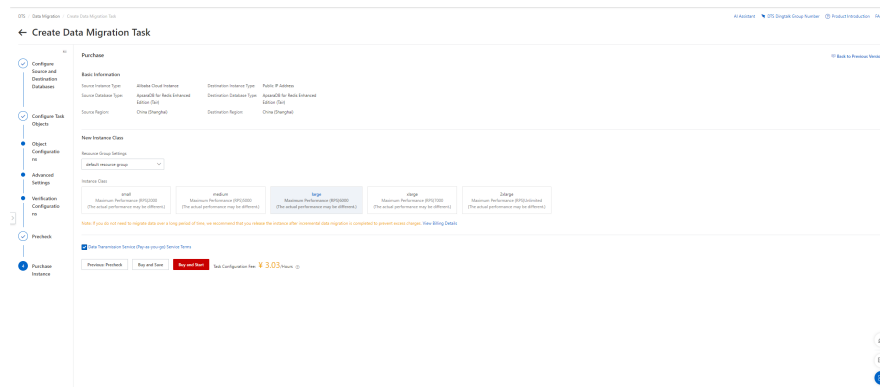 DTS / Data Migration / Create Data Migration Task
AI Assistant DTS Dingtalk Group Number Product Introduction FA
← Create Data Migration Task
Purchase
Back to Previous Versio
Configure
Source and
Destination
Databases
Configure Task
Objects
Object
Configuratio
ns
Advanced
Settings
Verification
Configuratio
ns
Precheck
4 Purchase
Instance
Basic Information
Source Instance Type: Alibaba Cloud Instance Destination Instance Type: Public IP Address
Source Database Type: ApsaraDB for Redis Enhanced Destination Database Type: ApsaraDB for Redis Enhanced
Edition (Tair) Edition (Tair)
Source Region: China (Shanghai) Destination Region: China (Shanghai)
New Instance Class
Resource Group Settings
default resource group
Instance Class
small medium large xlarge 2xlarge
Maximum Performance (RPS)2000 Maximum Performance (RPS)3000 Maximum Performance (RPS)6000 Maximum Performance (RPS)7000 Maximum Performance (RPS)Unlimited
(The actual performance may be different.) (The actual performance may be different.) (The actual performance may be different.) (The actual performance may be different.) (The actual performance may be different.)
Note: If you do not need to migrate data over a long period of time, we recommend that you release the instance after incremental data migration is completed to prevent excess charges. View Billing Details
Data Transmission Service (Pay-as-you-go) Service Terms
Previous: Precheck Buy and Save Buy and Start Task Configuration Fee: ¥ 3.03/Hours